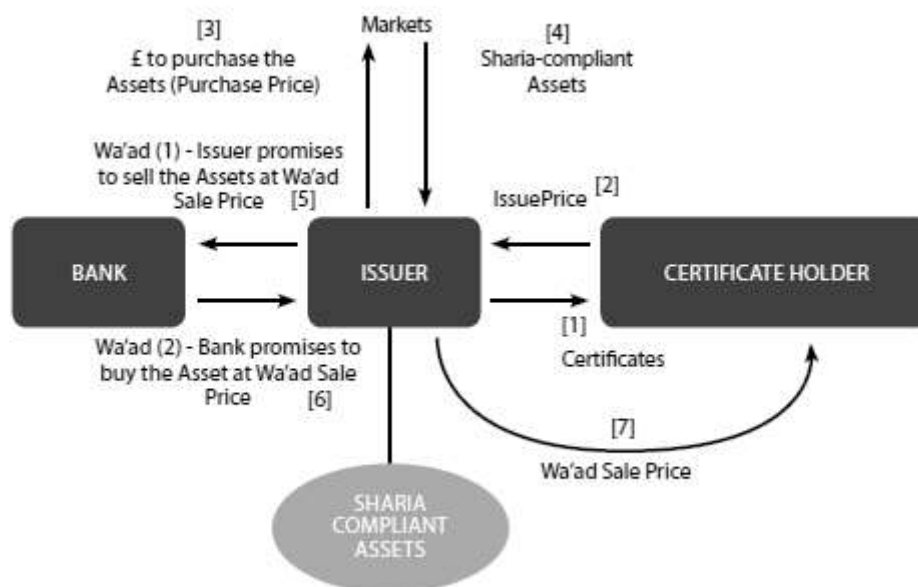 [3]
£ to purchase the
Assets (Purchase Price)
Markets
[4]
Sharia-compliant
Assets
Wa'ad (1) - Issuer promises
to sell the Assets at Wa'ad
Sale Price [5]
IssuePrice [2]
BANK
ISSUER
CERTIFICATE HOLDER
Wa'ad (2) - Bank promises to
buy the Asset at Wa'ad Sale
Price [6]
[1]
Certificates
[7]
Wa'ad Sale Price
SHARIA
COMPLIANT
ASSETS